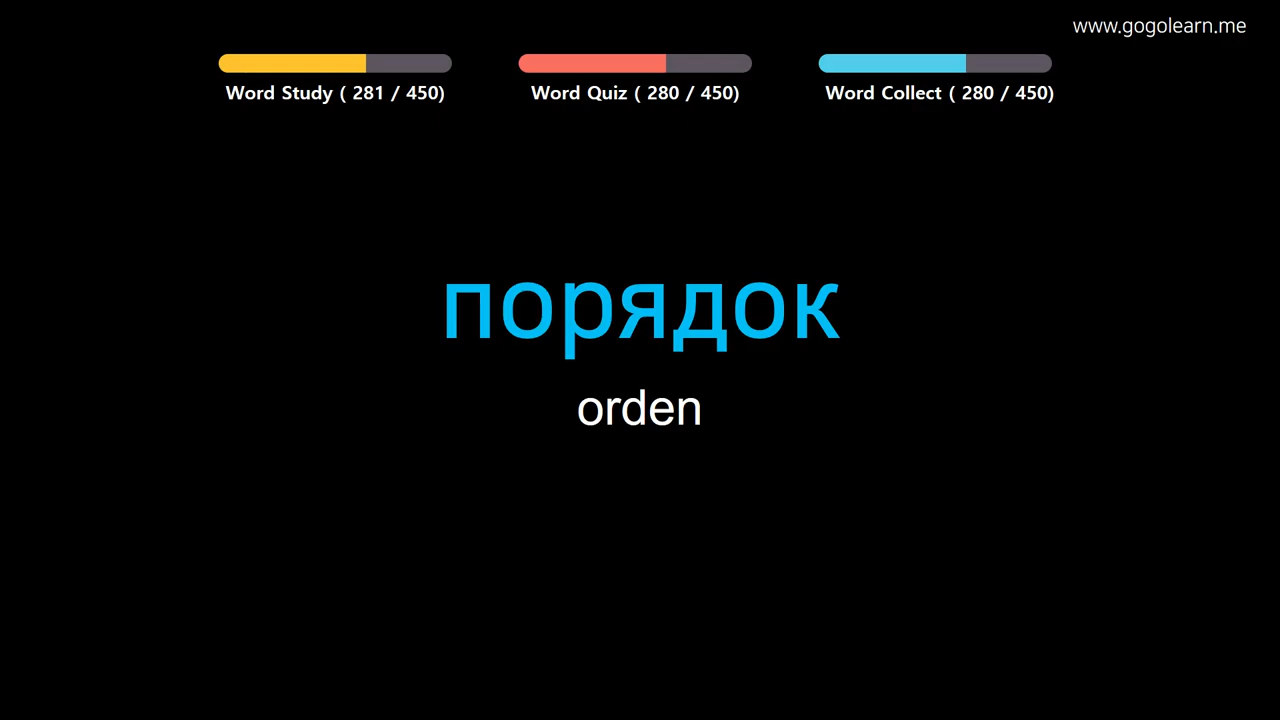 www.gogolearn.me
Word Study ( 281 / 450)
Word Quiz ( 280 / 450)
Word Collect ( 280 / 450)
порядок
orden